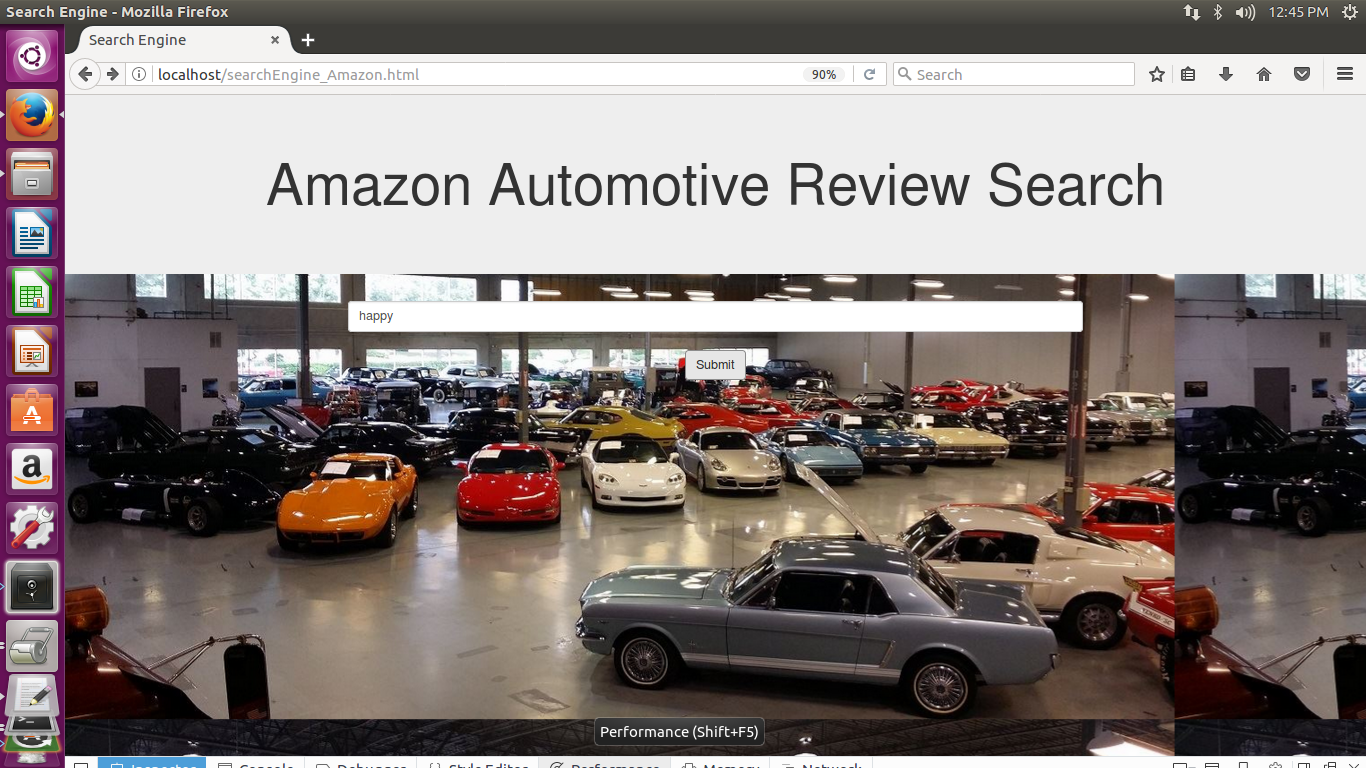 Search Engine - Mozilla Firefox
12:45 PM
Search Engine
localhost/searchEngine_Amazon.html
90%
Search
Amazon Automotive Review Search
happy
Submit
Performance (Shift+F5)
Inspector Console Debugger Style Editor Performance Memory Network